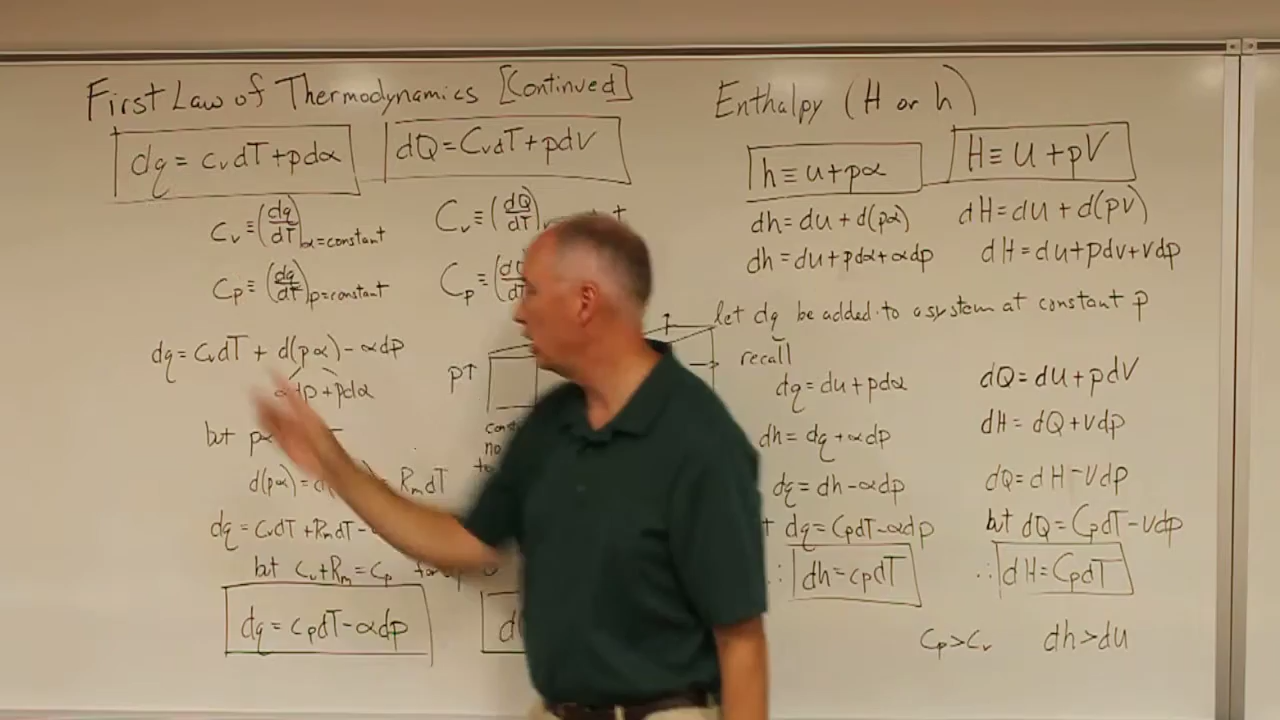 First Law of Thermodynamics [Continued]
dq = cvdT + pdα
dQ = CvdT + pdV
Cv ≡ (dq/dT)α=constant
Cv ≡ (dQ/dT)
Cp ≡ (dq/dT)p=constant
Cp ≡
dq = CvdT + d(pα) - αdp
αdp + pdα
p↑
but
d(pα) = RmdT
dq = CvdT + RmdT -
but Cv + Rm = Cp
dq = cpdT - αdp
Enthalpy (H or h)
h ≡ u + pα
H ≡ U + pV
dh = du + d(pα)
dH = dU + d(pV)
dh = du + pdα + αdp
dH = dU + pdV + Vdp
let dq be added to a system at constant p
recall
dq = du + pdα
dQ = dU + pdV
dh = dq + αdp
dH = dQ + Vdp
dq = dh - αdp
dQ = dH - Vdp
dq = CpdT - αdp
but dQ = CpdT - Vdp
∴ dh = cpdT
∴ dH = CpdT
Cp > Cv
dh > du